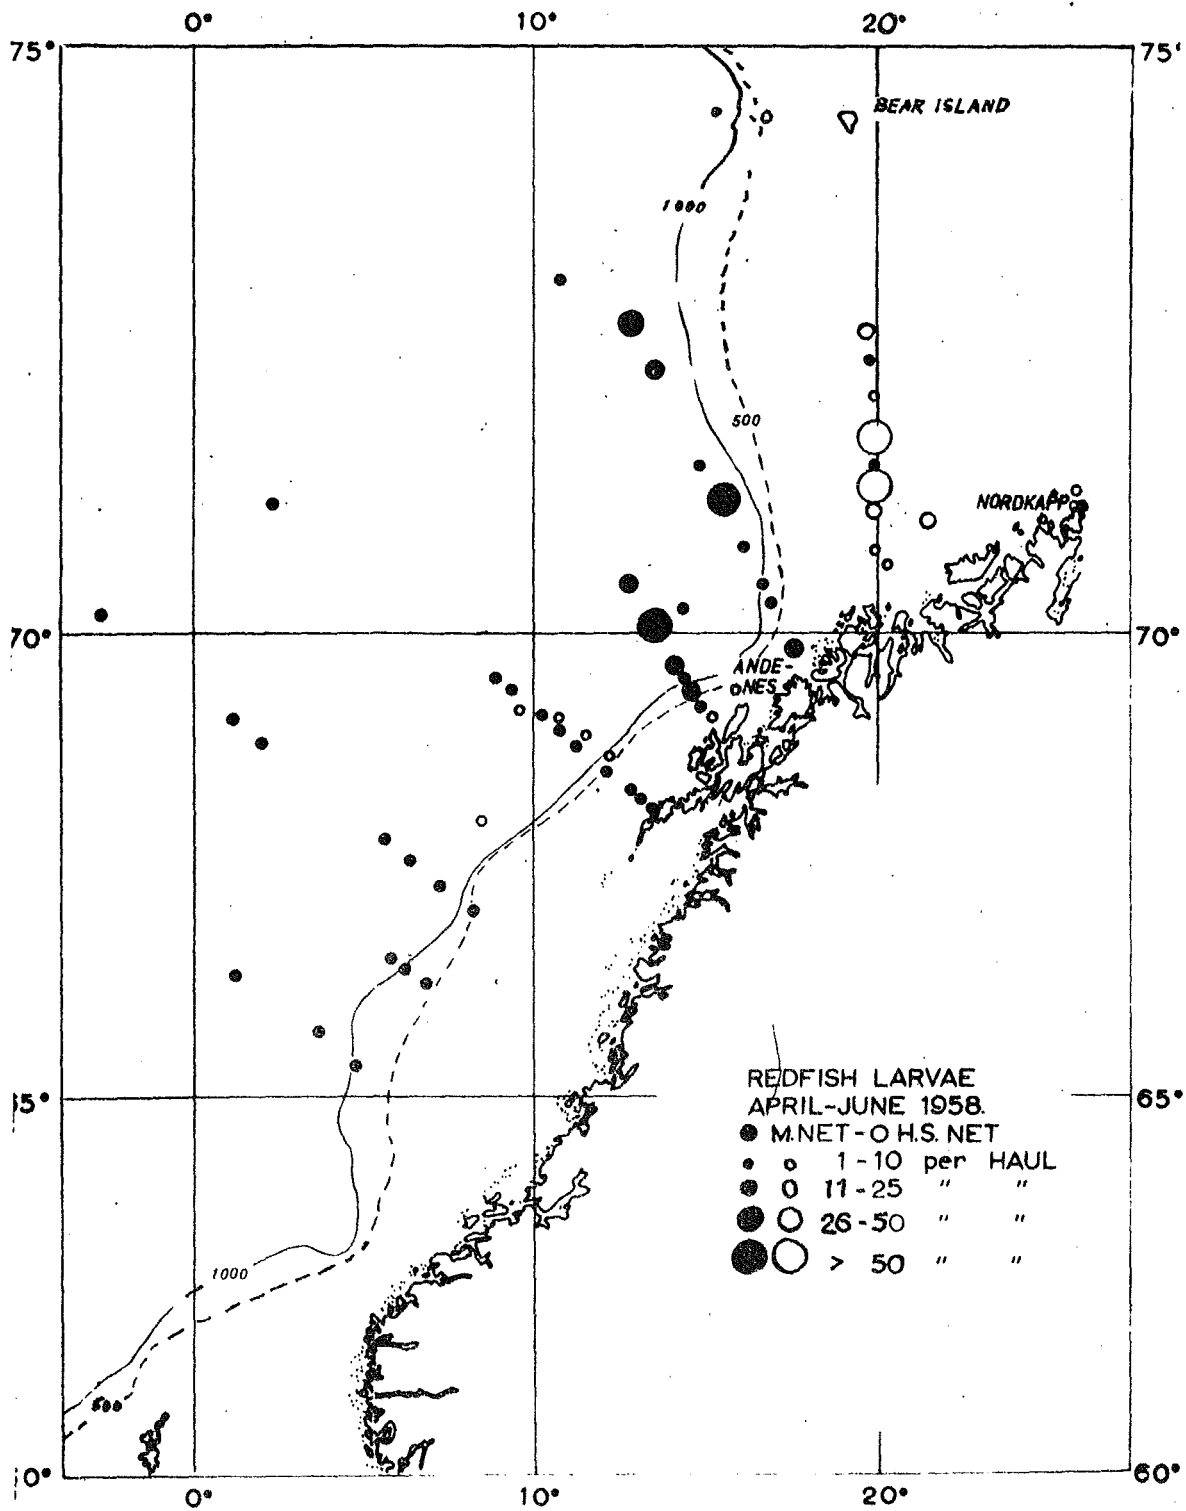 0° 10° 20°
75° 75°
BEAR ISLAND
1000
500
NORDKAPP
70° 70°
ANDE-
NES
REDFISH LARVAE
APRIL-JUNE 1958.
65° 5°
● M.NET-O H.S. NET
1-10 per HAUL
11-25 " "
26-50 " "
> 50 " "
1000
500
0° 60°
0° 10° 20°